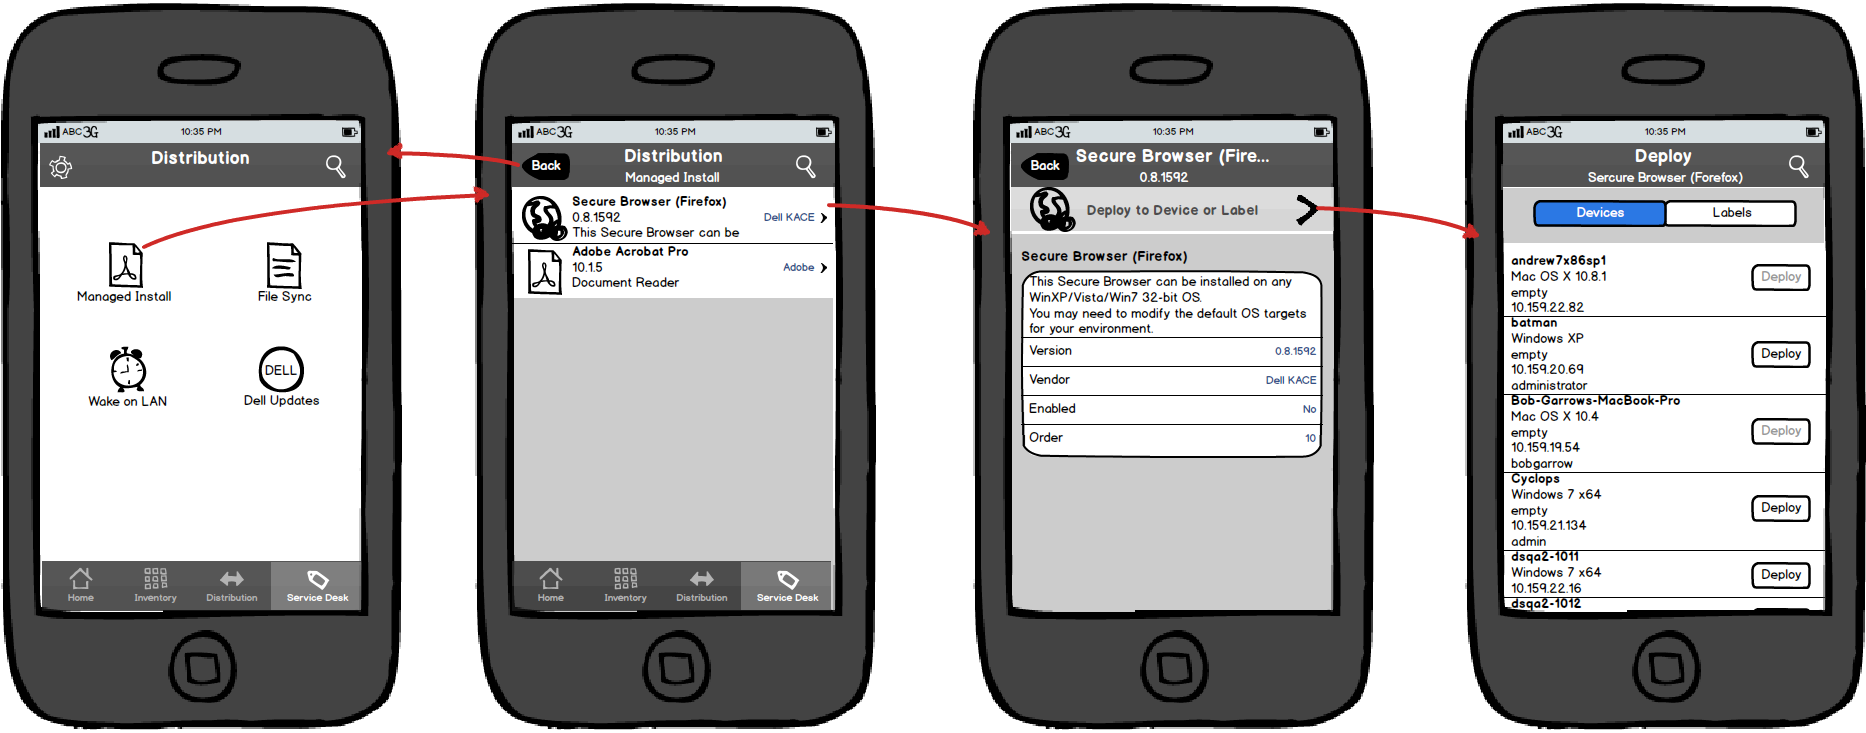 ABC 3G 10:35 PM
Distribution
Managed Install
File Sync
Wake on LAN
DELL
Dell Updates
Home Inventory Distribution Service Desk
ABC 3G 10:35 PM
Back
Distribution
Managed Install
Secure Browser (Firefox)
0.8.1592
Dell KACE
This Secure Browser can be
Adobe Acrobat Pro
10.1.5
Adobe
Document Reader
Home Inventory Distribution Service Desk
ABC 3G 10:35 PM
Back
Secure Browser (Fire...
0.8.1592
Deploy to Device or Label
Secure Browser (Firefox)
This Secure Browser can be installed on any
WinXP/Vista/Win7 32-bit OS.
You may need to modify the default OS targets
for your environment.
Version 0.8.1592
Vendor Dell KACE
Enabled No
Order 10
ABC 3G 10:35 PM
Deploy
Sercure Browser (Forefox)
Devices Labels
andrew7x86sp1
Mac OS X 10.8.1
Deploy
empty
10.159.22.82
batman
Windows XP
empty
Deploy
10.159.20.69
administrator
Bob-Garrows-MacBook-Pro
Mac OS X 10.4
empty
Deploy
10.159.19.54
bobgarrow
Cyclops
Windows 7 x64
empty
Deploy
10.159.21.134
admin
dsqa2-1011
Windows 7 x64
Deploy
10.159.22.16
dsqa2-1012